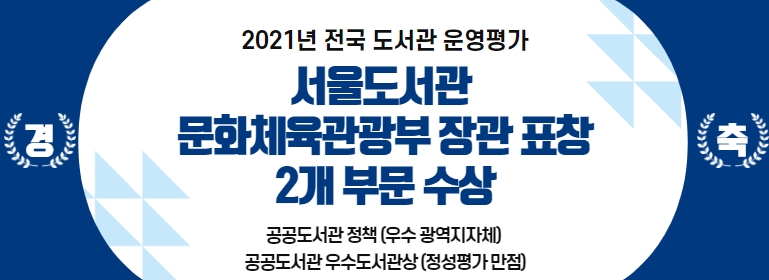 2021년 전국 도서관 운영평가
서울도서관
문화체육관광부 장관 표창
2개 부문 수상
경
축
공공도서관 정책 (우수 광역지자체)
공공도서관 우수도서관상 (정성평가 만점)